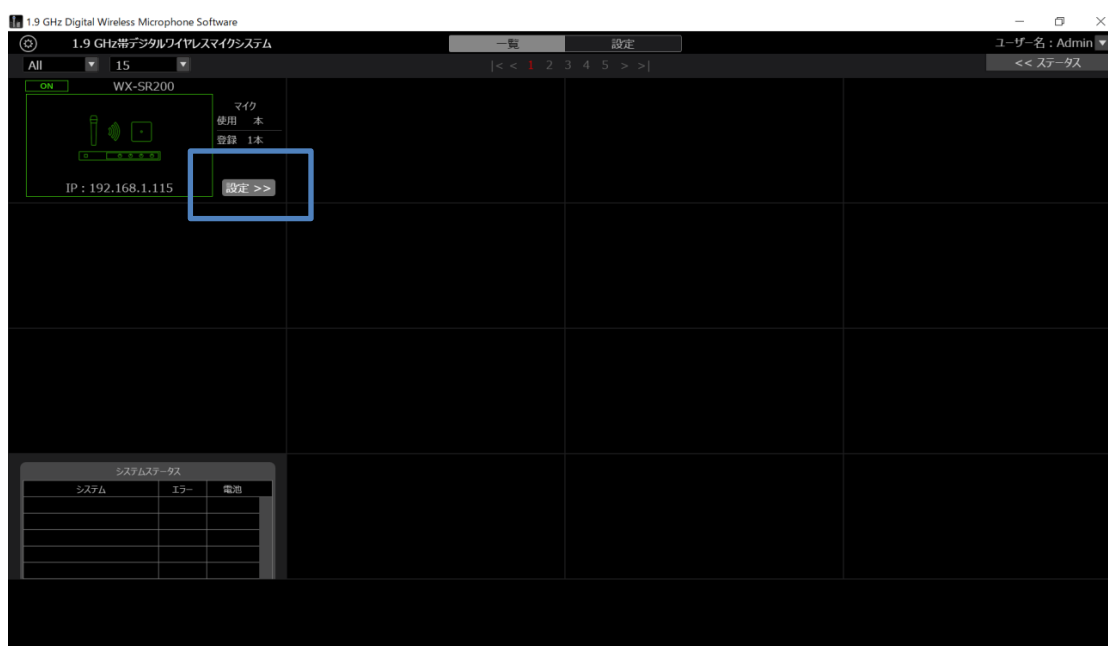 1.9 GHz Digital Wireless Microphone Software
1.9 GHz帯デジタルワイヤレスマイクシステム
一覧 設定
ユーザー名 : Admin
All 15
|< < 1 2 3 4 5 > >|
<< ステータス
ON WX-SR200
マイク
使用 本
登録 1本
IP : 192.168.1.115
設定 >>
システムステータス
システム エラー 電池